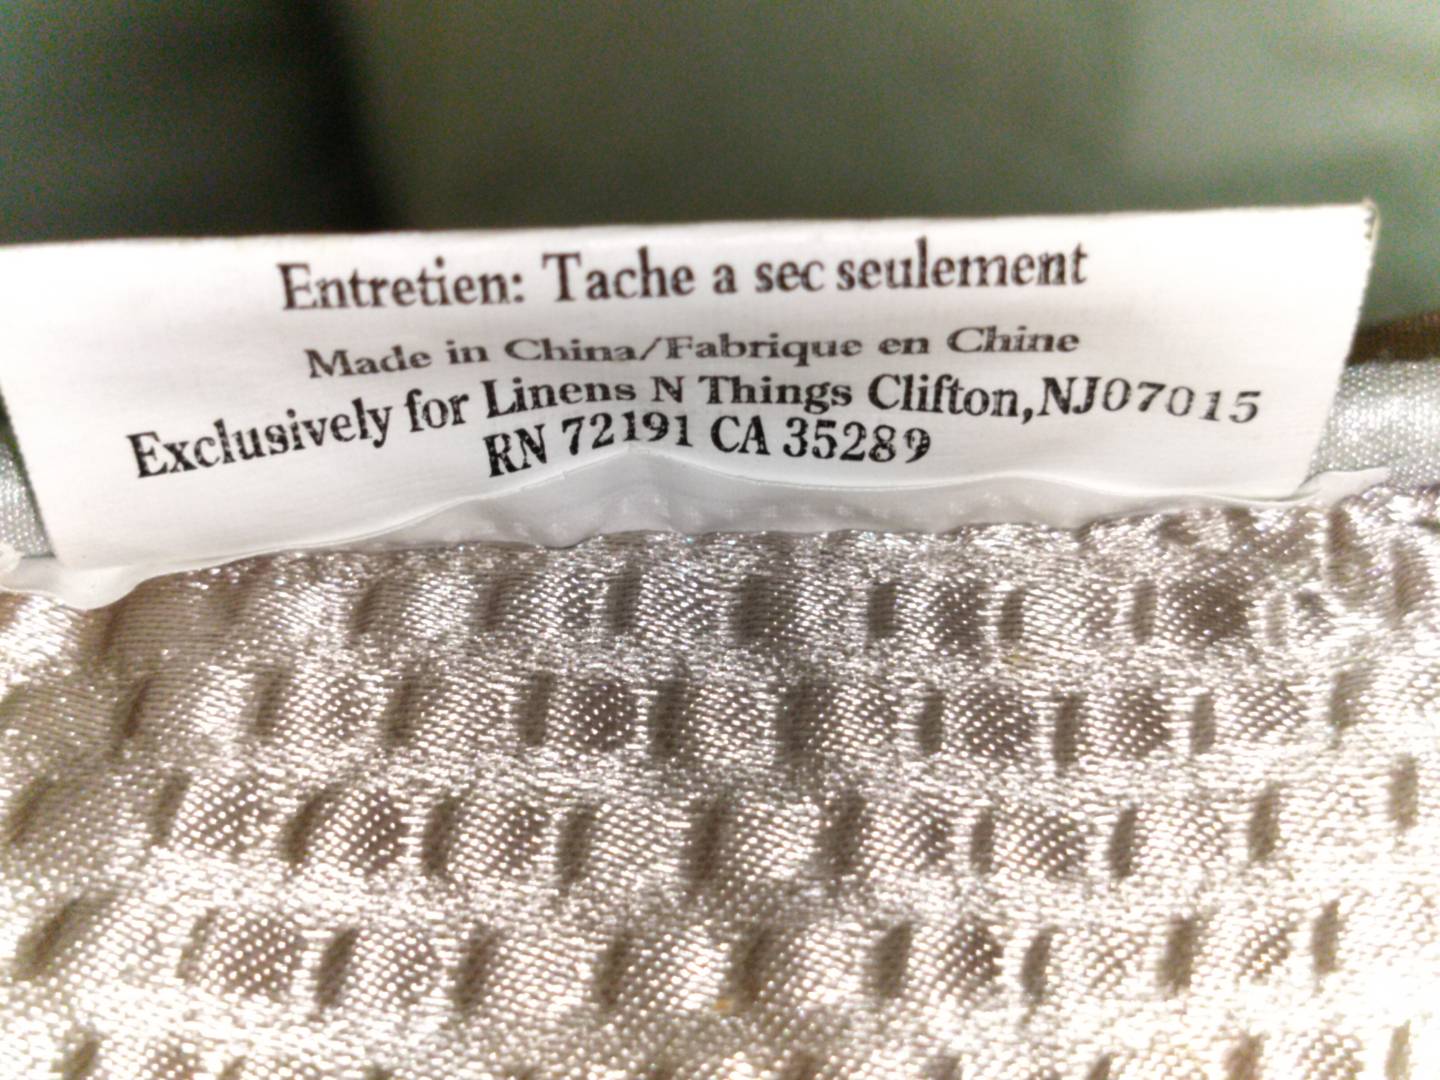 Entretien: Tache a sec seulement
Made in China/Fabrique en Chine
Exclusively for Linens N Things Clifton,NJ07015
RN 72191 CA 35289